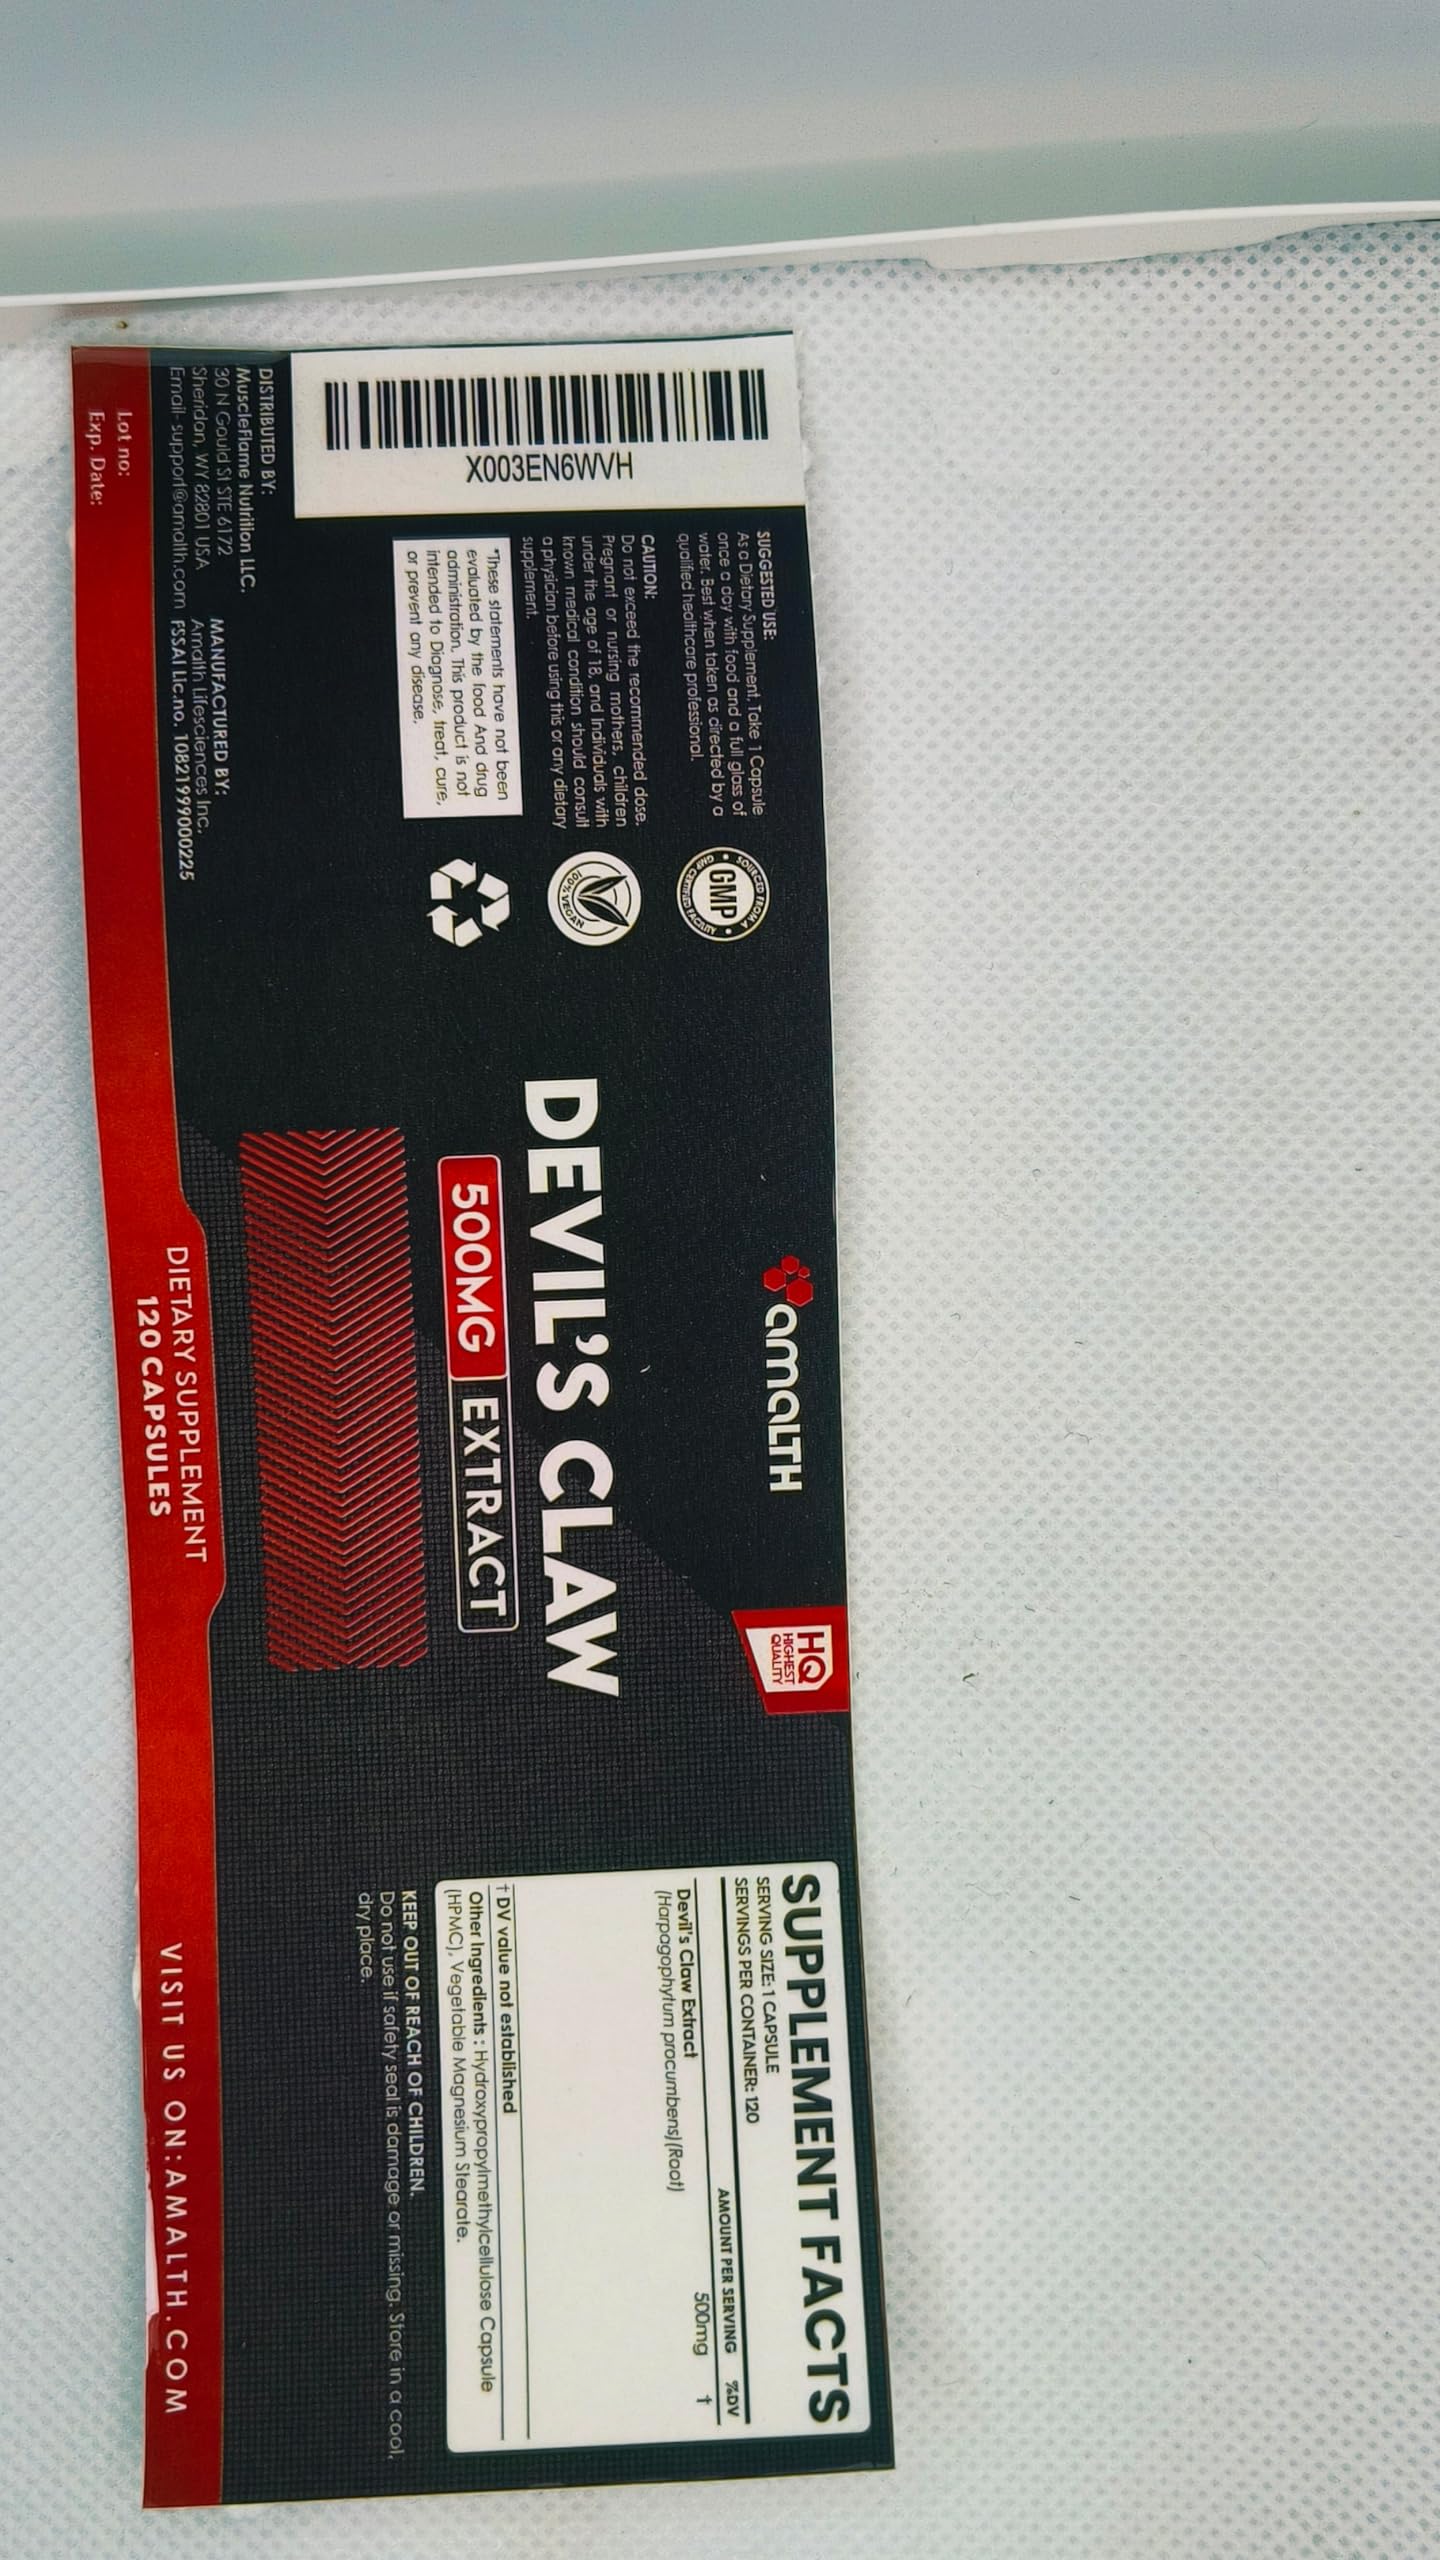 X003EN6WVH
SUGGESTED USE:
As a Dietary Supplement, Take 1 Capsule
once a day with food and a full glass of
water. Best when taken as directed by a
qualified healthcare professional.
CAUTION:
Do not exceed the recommended dose.
Pregnant or nursing mothers, children
under the age of 18, and Individuals with
known medical condition should consult
a physician before using this or any dietary
supplement.
*These statements have not been
evaluated by the food And drug
administration. This product is not
intended to Diagnose, treat, cure,
or prevent any disease.
DISTRIBUTED BY:
MuscleFlame Nutrition LLC.
30 N Gould St STE 6172
Sheridan, WY 82801 USA
Email- support@amalth.com
MANUFACTURED BY:
Amalth Lifesciences Inc,
FSSAI Lic.no. 10821999000225
Lot no:
Exp. Date:
SOURCED FROM A
GMP
GMP CERTIFIED FACILITY
100% VEGAN
amaLTH
HQ
HIGHEST
QUALITY
DEVIL'S CLAW
500MG EXTRACT
DIETARY SUPPLEMENT
120 CAPSULES
SUPPLEMENT FACTS
SERVING SIZE: 1 CAPSULE
SERVINGS PER CONTAINER: 120
AMOUNT PER SERVING %DV
Devil's Claw Extract 500mg †
(Harpagophytum procumbens)(Root)
† DV value not established
Other Ingredients : Hydroxypropylmethylcellulose Capsule
(HPMC), Vegetable Magnesium Stearate.
KEEP OUT OF REACH OF CHILDREN.
Do not use if safety seal is damage or missing. Store in a cool,
dry place.
VISIT US ON:AMALTH.COM